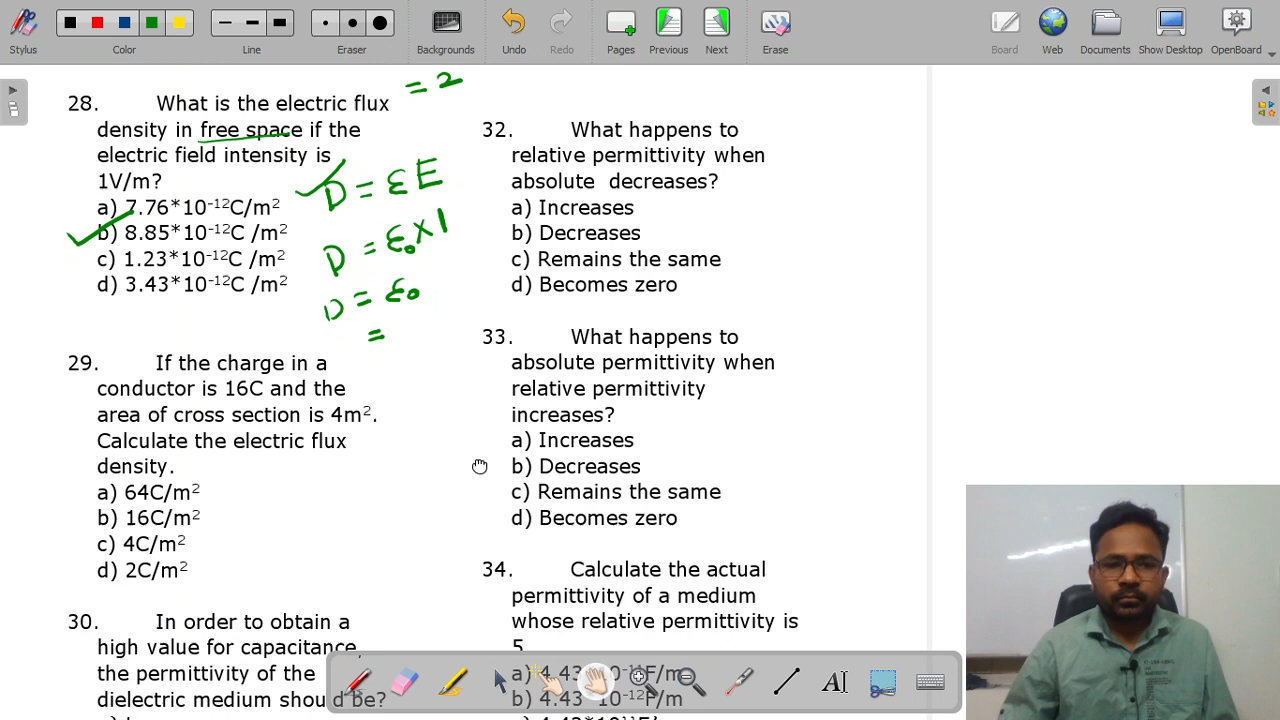 Stylus
Color
Line
Eraser
Backgrounds
Undo
Redo
Pages
Previous
Next
Erase
Board
Web
Documents
Show Desktop
OpenBoard
= 2
28. What is the electric flux
density in free space if the
electric field intensity is
1V/m?
a) 7.76*10⁻¹²C/m²
b) 8.85*10⁻¹²C /m²
c) 1.23*10⁻¹²C /m²
d) 3.43*10⁻¹²C /m²
D = εE
D = ε₀ × 1
D = ε₀
=
29. If the charge in a
conductor is 16C and the
area of cross section is 4m².
Calculate the electric flux
density.
a) 64C/m²
b) 16C/m²
c) 4C/m²
d) 2C/m²
30. In order to obtain a
high value for capacitance,
the permittivity of the
dielectric medium should be?
32. What happens to
relative permittivity when
absolute decreases?
a) Increases
b) Decreases
c) Remains the same
d) Becomes zero
33. What happens to
absolute permittivity when
relative permittivity
increases?
a) Increases
b) Decreases
c) Remains the same
d) Becomes zero
34. Calculate the actual
permittivity of a medium
whose relative permittivity is
5
a) 4.43
b) 4.43 10⁻¹²F/m